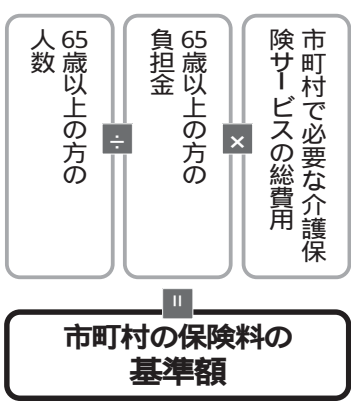 市町村で必要な介護保
険サービスの総費用
×
65歳以上の方の
負担金
÷
65歳以上の方の
人数
=
市町村の保険料の
基準額